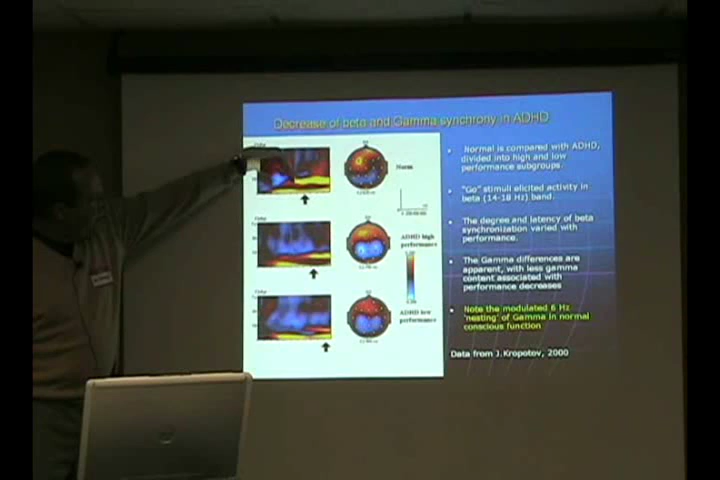 Decrease of beta and Gamma synchrony in ADHD
Norm
ADHD high
performance
ADHD low
performance
Normal is compared with ADHD,
divided into high and low
performance subgroups.
"Go" stimuli elicited activity in
beta (14-18 Hz) band.
The degree and latency of beta
synchronization varied with
performance.
The Gamma differences are
apparent, with less gamma
content associated with
performance decreases
Note the modulated 6 Hz
'nesting' of Gamma in normal
conscious function
Data from J.Kropotov, 2000